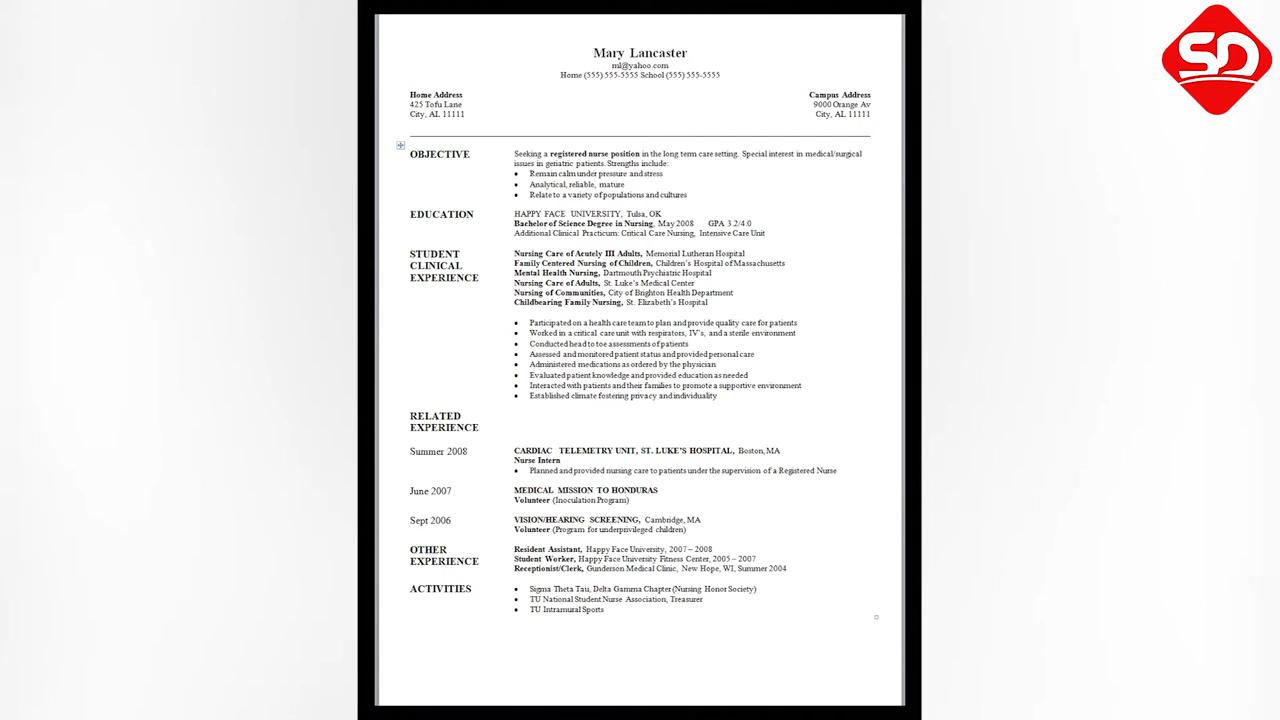 SD
Mary Lancaster
ml@yahoo.com
Home (555) 555-5555 School (555) 555-5555
Home Address
425 Tofu Lane
City, AL 11111
Campus Address
9000 Orange Av
City, AL 11111
OBJECTIVE
Seeking a registered nurse position in the long term care setting. Special interest in medical/surgical
issues in geriatric patients. Strengths include:
• Remain calm under pressure and stress
• Analytical, reliable, mature
• Relate to a variety of populations and cultures
EDUCATION
HAPPY FACE UNIVERSITY, Tulsa, OK
Bachelor of Science Degree in Nursing, May 2008 GPA 3.2/4.0
Additional Clinical Practicum: Critical Care Nursing, Intensive Care Unit
STUDENT
CLINICAL
EXPERIENCE
Nursing Care of Acutely III Adults, Memorial Lutheran Hospital
Family Centered Nursing of Children, Children's Hospital of Massachusetts
Mental Health Nursing, Dartmouth Psychiatric Hospital
Nursing Care of Adults, St. Luke's Medical Center
Nursing of Communities, City of Brighton Health Department
Childbearing Family Nursing, St. Elizabeth's Hospital
• Participated on a health care team to plan and provide quality care for patients
• Worked in a critical care unit with respirators, IV's, and a sterile environment
• Conducted head to toe assessments of patients
• Assessed and monitored patient status and provided personal care
• Administered medications as ordered by the physician
• Evaluated patient knowledge and provided education as needed
• Interacted with patients and their families to promote a supportive environment
• Established climate fostering privacy and individuality
RELATED
EXPERIENCE
Summer 2008
CARDIAC TELEMETRY UNIT, ST. LUKE'S HOSPITAL, Boston, MA
Nurse Intern
• Planned and provided nursing care to patients under the supervision of a Registered Nurse
June 2007
MEDICAL MISSION TO HONDURAS
Volunteer (Inoculation Program)
Sept 2006
VISION/HEARING SCREENING, Cambridge, MA
Volunteer (Program for underprivileged children)
OTHER
EXPERIENCE
Resident Assistant, Happy Face University, 2007 – 2008
Student Worker, Happy Face University Fitness Center, 2005 – 2007
Receptionist/Clerk, Gunderson Medical Clinic, New Hope, WI, Summer 2004
ACTIVITIES
• Sigma Theta Tau, Delta Gamma Chapter (Nursing Honor Society)
• TU National Student Nurse Association, Treasurer
• TU Intramural Sports